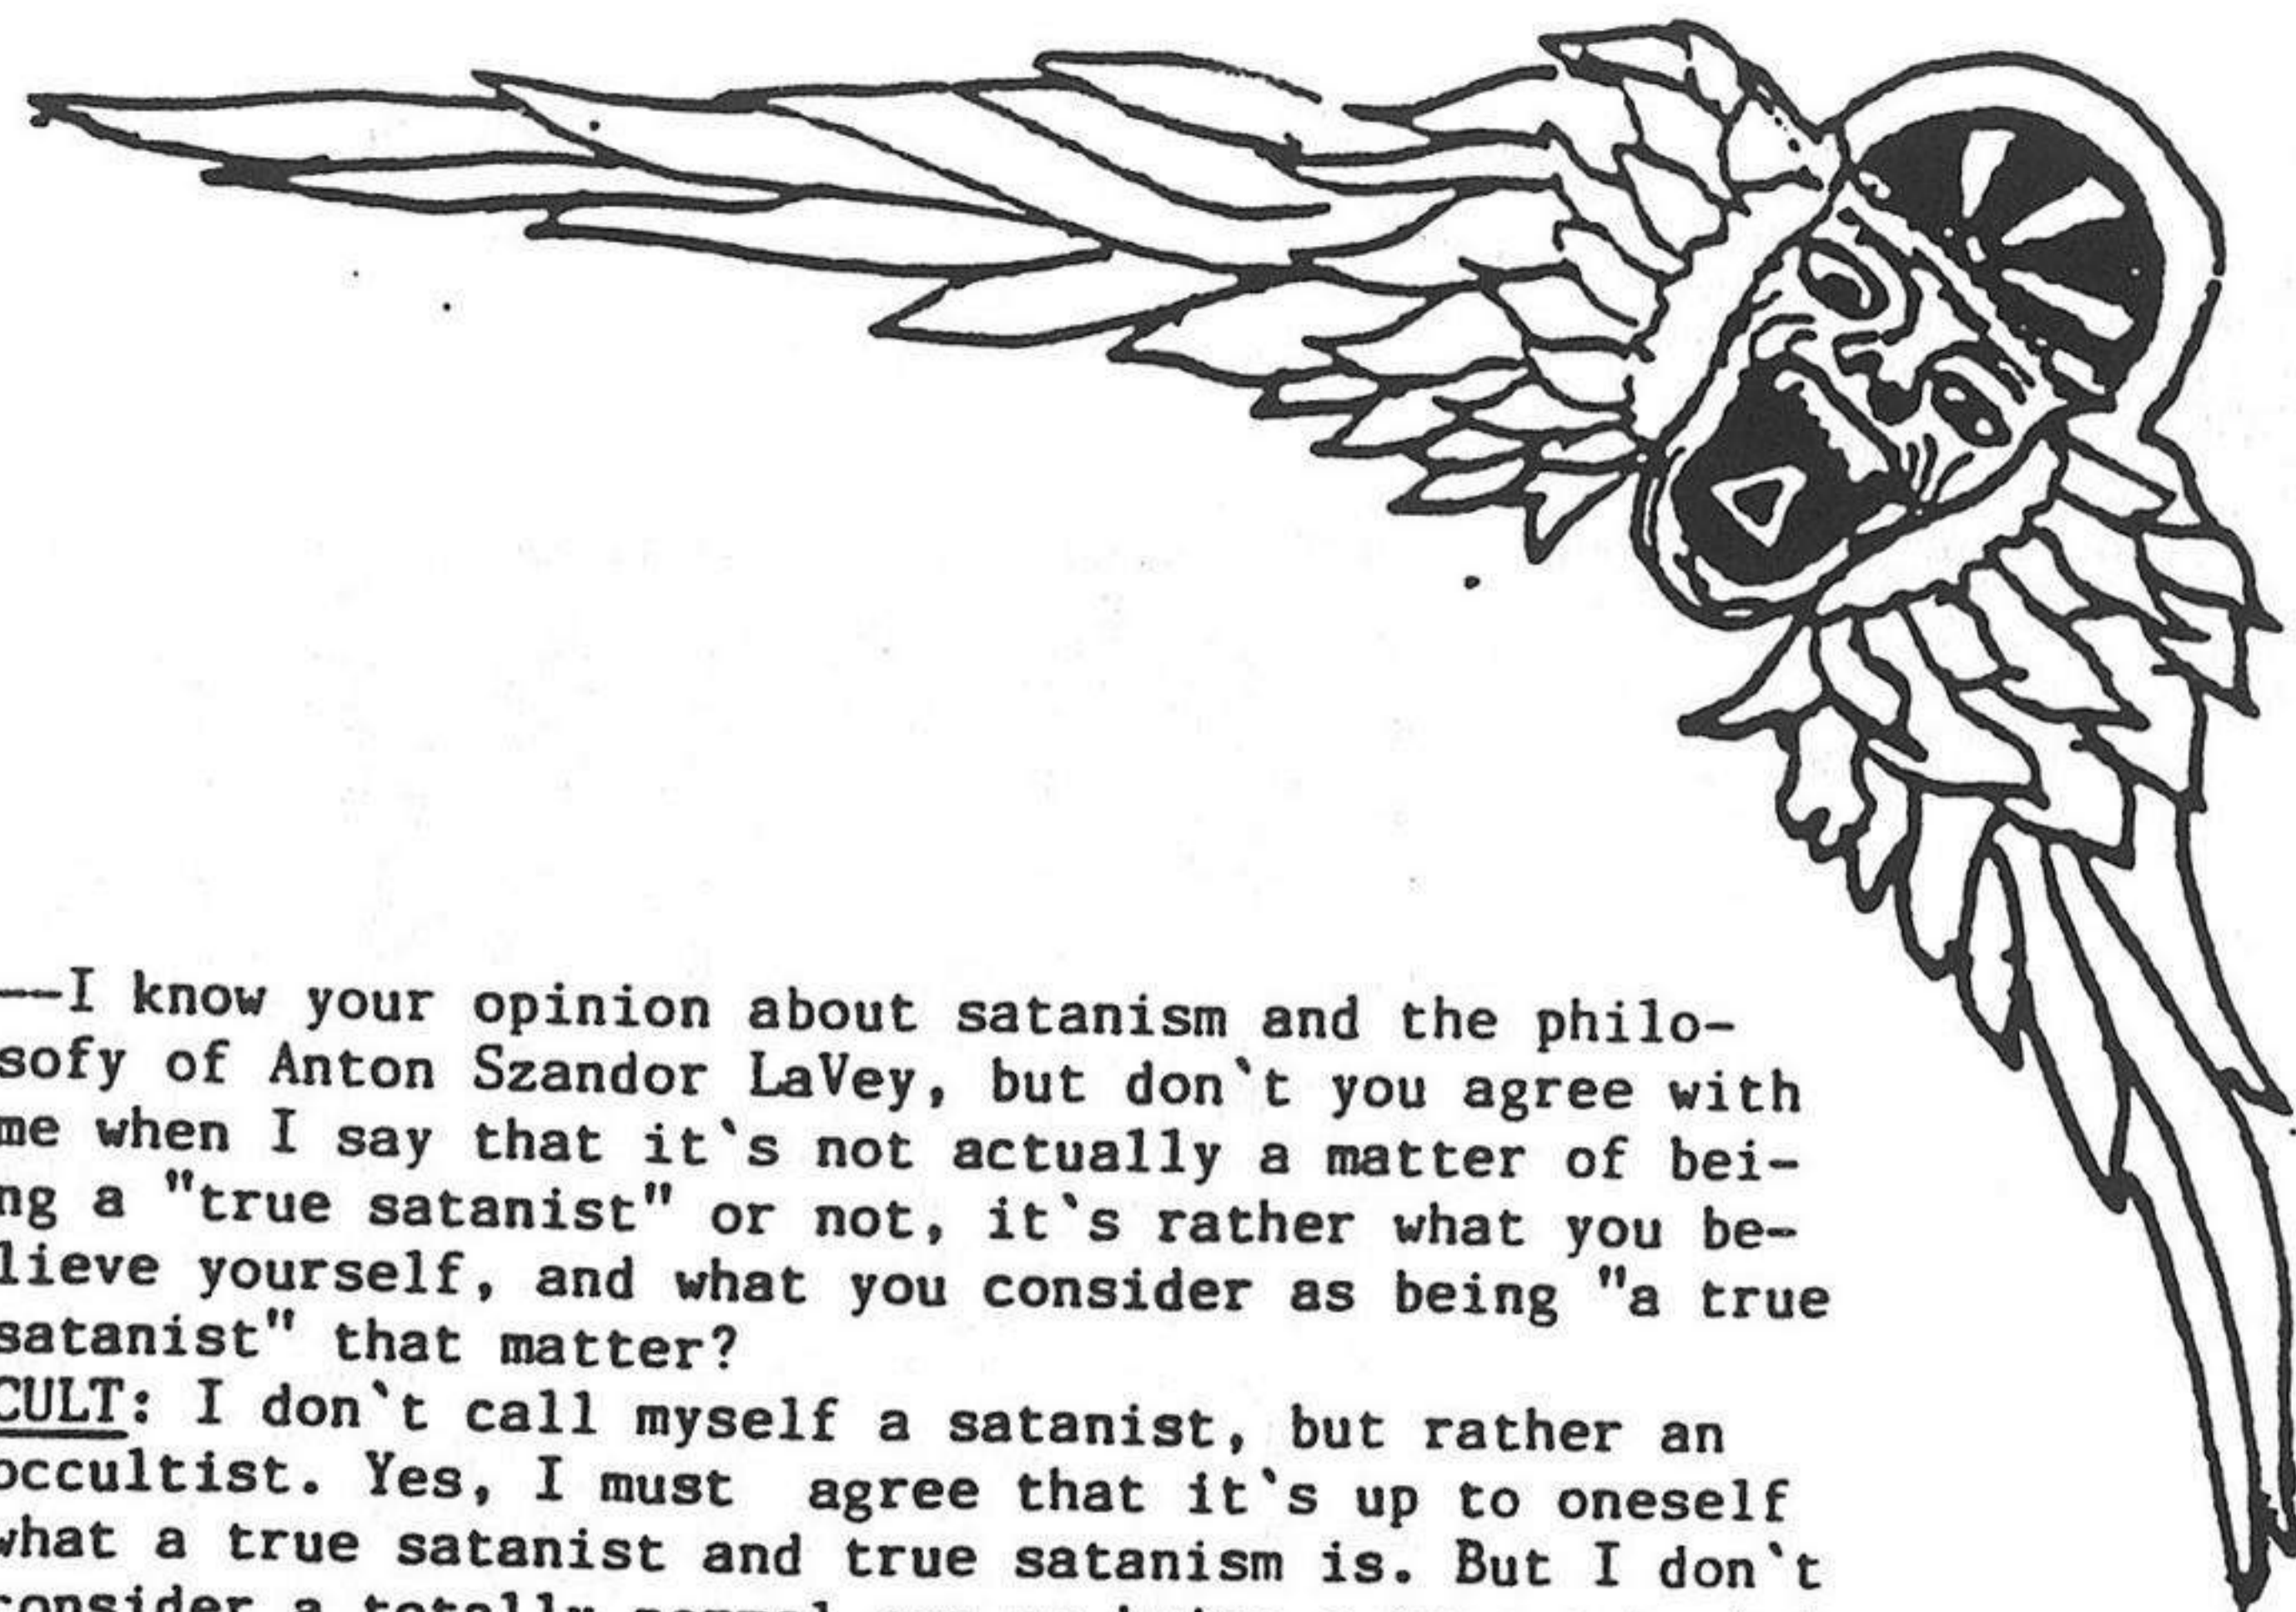 --I know your opinion about satanism and the philo-
sofy of Anton Szandor LaVey, but don`t you agree with
me when I say that it`s not actually a matter of bei-
ng a "true satanist" or not, it`s rather what you be-
lieve yourself, and what you consider as being "a true
satanist" that matter?
CULT: I don`t call myself a satanist, but rather an
occultist. Yes, I must agree that it`s up to oneself
what a true satanist and true satanism is. But I don`t
consider a totally